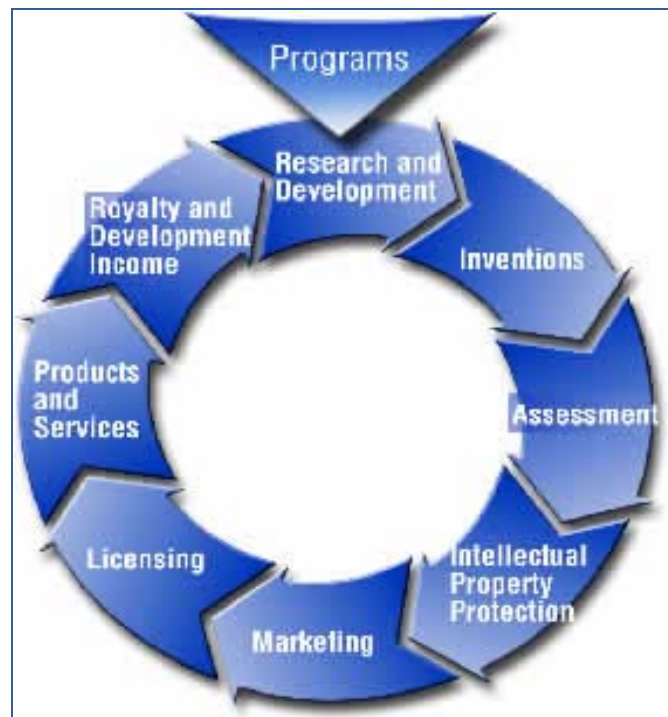 Programs
Research and
Development
Inventions
Assessment
Intellectual
Property
Protection
Marketing
Licensing
Products
and
Services
Royalty and
Development
Income